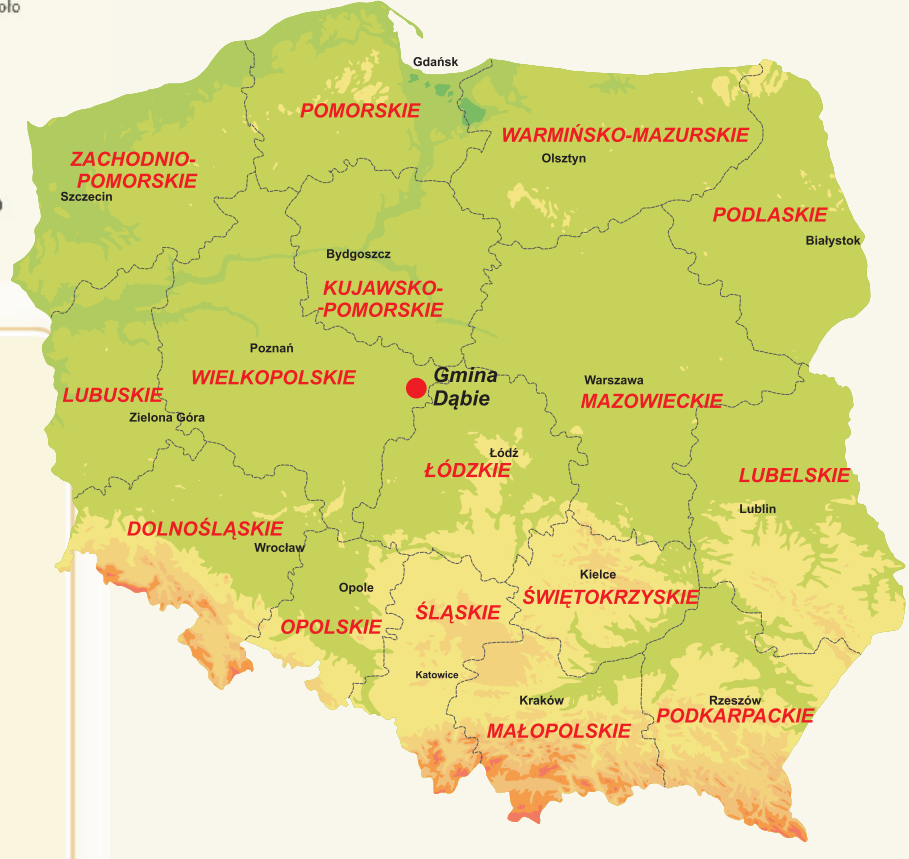 Gdańsk
POMORSKIE
WARMIŃSKO-MAZURSKIE
Olsztyn
ZACHODNIO-
POMORSKIE
Szczecin
PODLASKIE
Białystok
Bydgoszcz
KUJAWSKO-
-POMORSKIE
Poznań
WIELKOPOLSKIE
Gmina
Dąbie
Warszawa
MAZOWIECKIE
LUBUSKIE
Zielona Góra
Łódź
ŁÓDZKIE
LUBELSKIE
Lublin
DOLNOŚLĄSKIE
Wrocław
Opole
OPOLSKIE
ŚLĄSKIE
Katowice
Kielce
ŚWIĘTOKRZYSKIE
Kraków
MAŁOPOLSKIE
Rzeszów
PODKARPACKIE